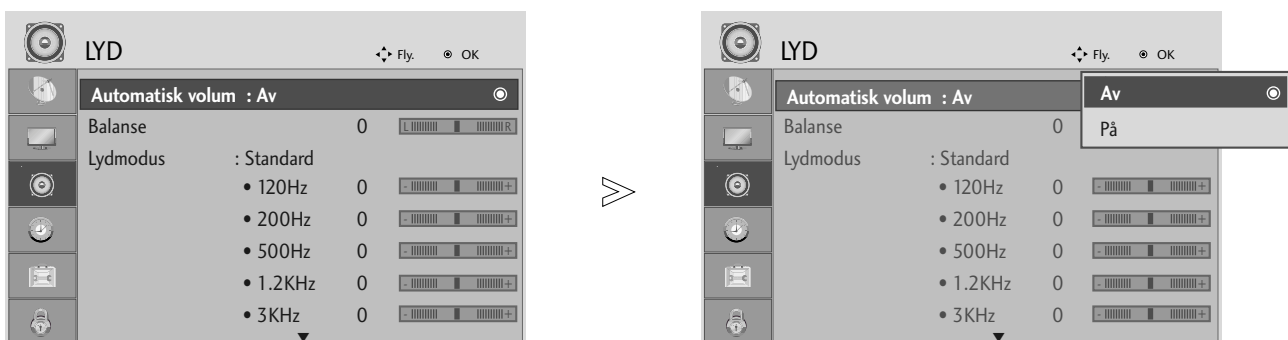 LYD Fly. OK
Automatisk volum : Av
Balanse 0 L R
Lydmodus : Standard
• 120Hz 0 - +
• 200Hz 0 - +
• 500Hz 0 - +
• 1.2KHz 0 - +
• 3KHz 0 - +
LYD Fly. OK
Automatisk volum : Av
Av
På
Balanse 0
Lydmodus : Standard
• 120Hz 0 - +
• 200Hz 0 - +
• 500Hz 0 - +
• 1.2KHz 0 - +
• 3KHz 0 - +